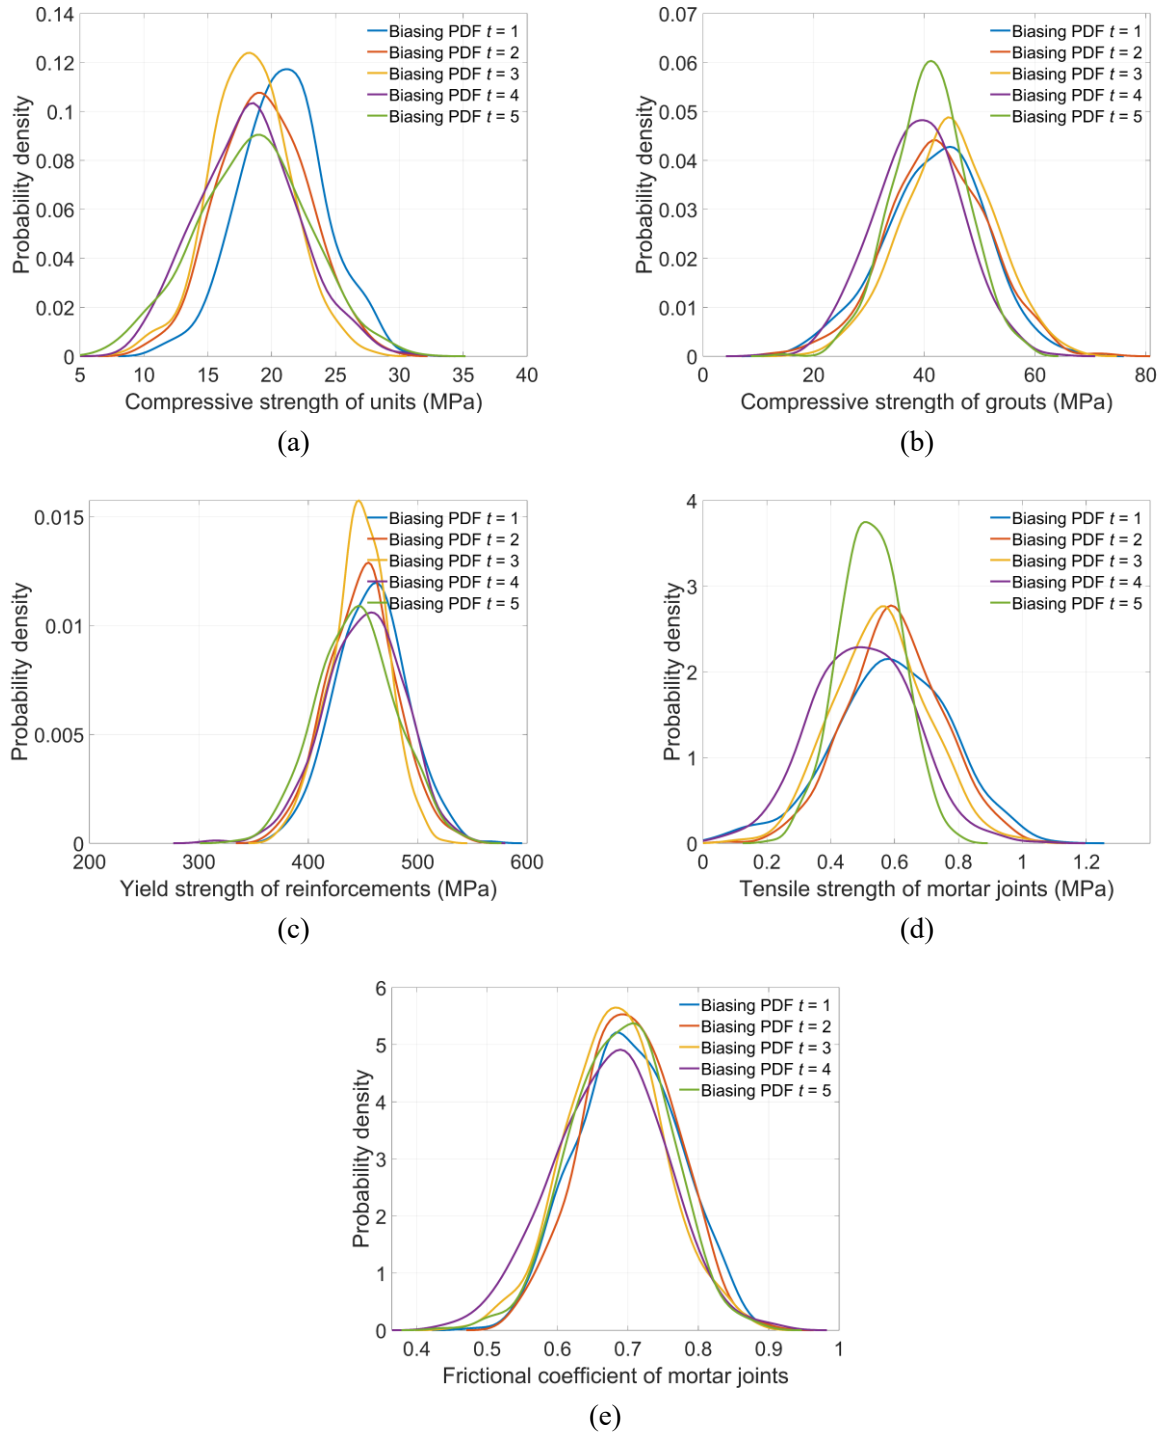 0.14
0.12
0.1
0.08
0.06
0.04
0.02
0
Probability density
Biasing PDF t = 1
Biasing PDF t = 2
Biasing PDF t = 3
Biasing PDF t = 4
Biasing PDF t = 5
5 10 15 20 25 30 35 40
Compressive strength of units (MPa)
(a)
0.07
0.06
0.05
0.04
0.03
0.02
0.01
0
Probability density
Biasing PDF t = 1
Biasing PDF t = 2
Biasing PDF t = 3
Biasing PDF t = 4
Biasing PDF t = 5
0 20 40 60 80
Compressive strength of grouts (MPa)
(b)
0.015
0.01
0.005
0
Probability density
Biasing PDF t = 1
Biasing PDF t = 2
Biasing PDF t = 3
Biasing PDF t = 4
Biasing PDF t = 5
200 300 400 500 600
Yield strength of reinforcements (MPa)
(c)
4
3
2
1
0
Probability density
Biasing PDF t = 1
Biasing PDF t = 2
Biasing PDF t = 3
Biasing PDF t = 4
Biasing PDF t = 5
0 0.2 0.4 0.6 0.8 1 1.2
Tensile strength of mortar joints (MPa)
(d)
6
5
4
3
2
1
0
Probability density
Biasing PDF t = 1
Biasing PDF t = 2
Biasing PDF t = 3
Biasing PDF t = 4
Biasing PDF t = 5
0.4 0.5 0.6 0.7 0.8 0.9 1
Frictional coefficient of mortar joints
(e)